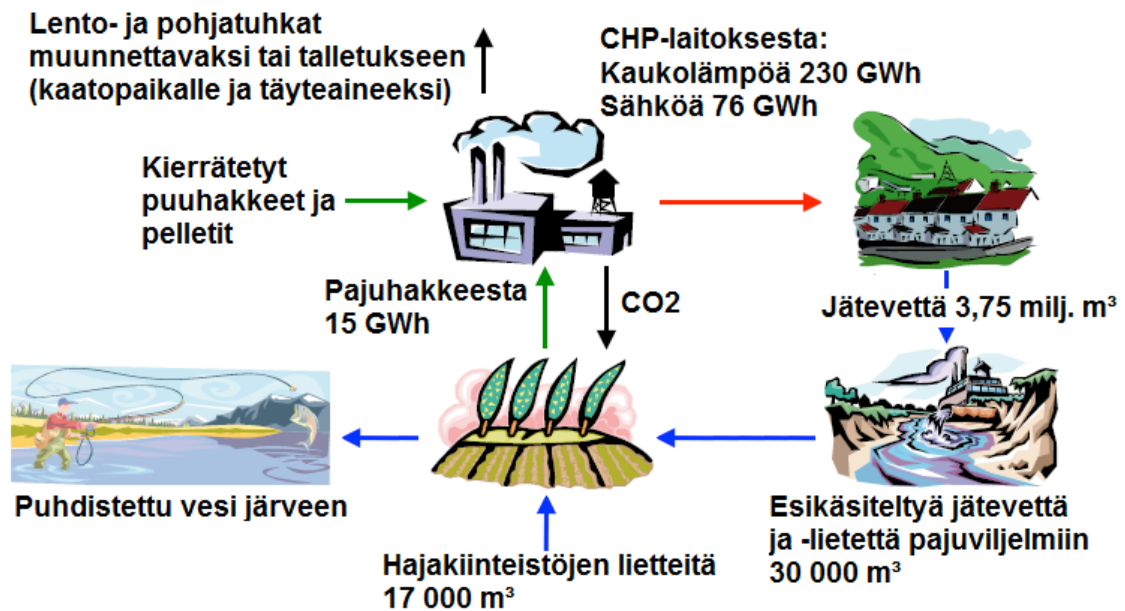 Lento- ja pohjatuhkat
muunnettavaksi tai talletukseen
(kaatopaikalle ja täyteaineeksi)
CHP-laitoksesta:
Kaukolämpöä 230 GWh
Sähköä 76 GWh
Kierrätetyt
puuhakkeet ja
pelletit
Pajuhakkeesta
15 GWh
CO2
Jätevettä 3,75 milj. m³
Puhdistettu vesi järveen
Hajakiinteistöjen lietteitä
17 000 m³
Esikäsiteltyä jätevettä
ja -lietettä pajuviljelmiin
30 000 m³